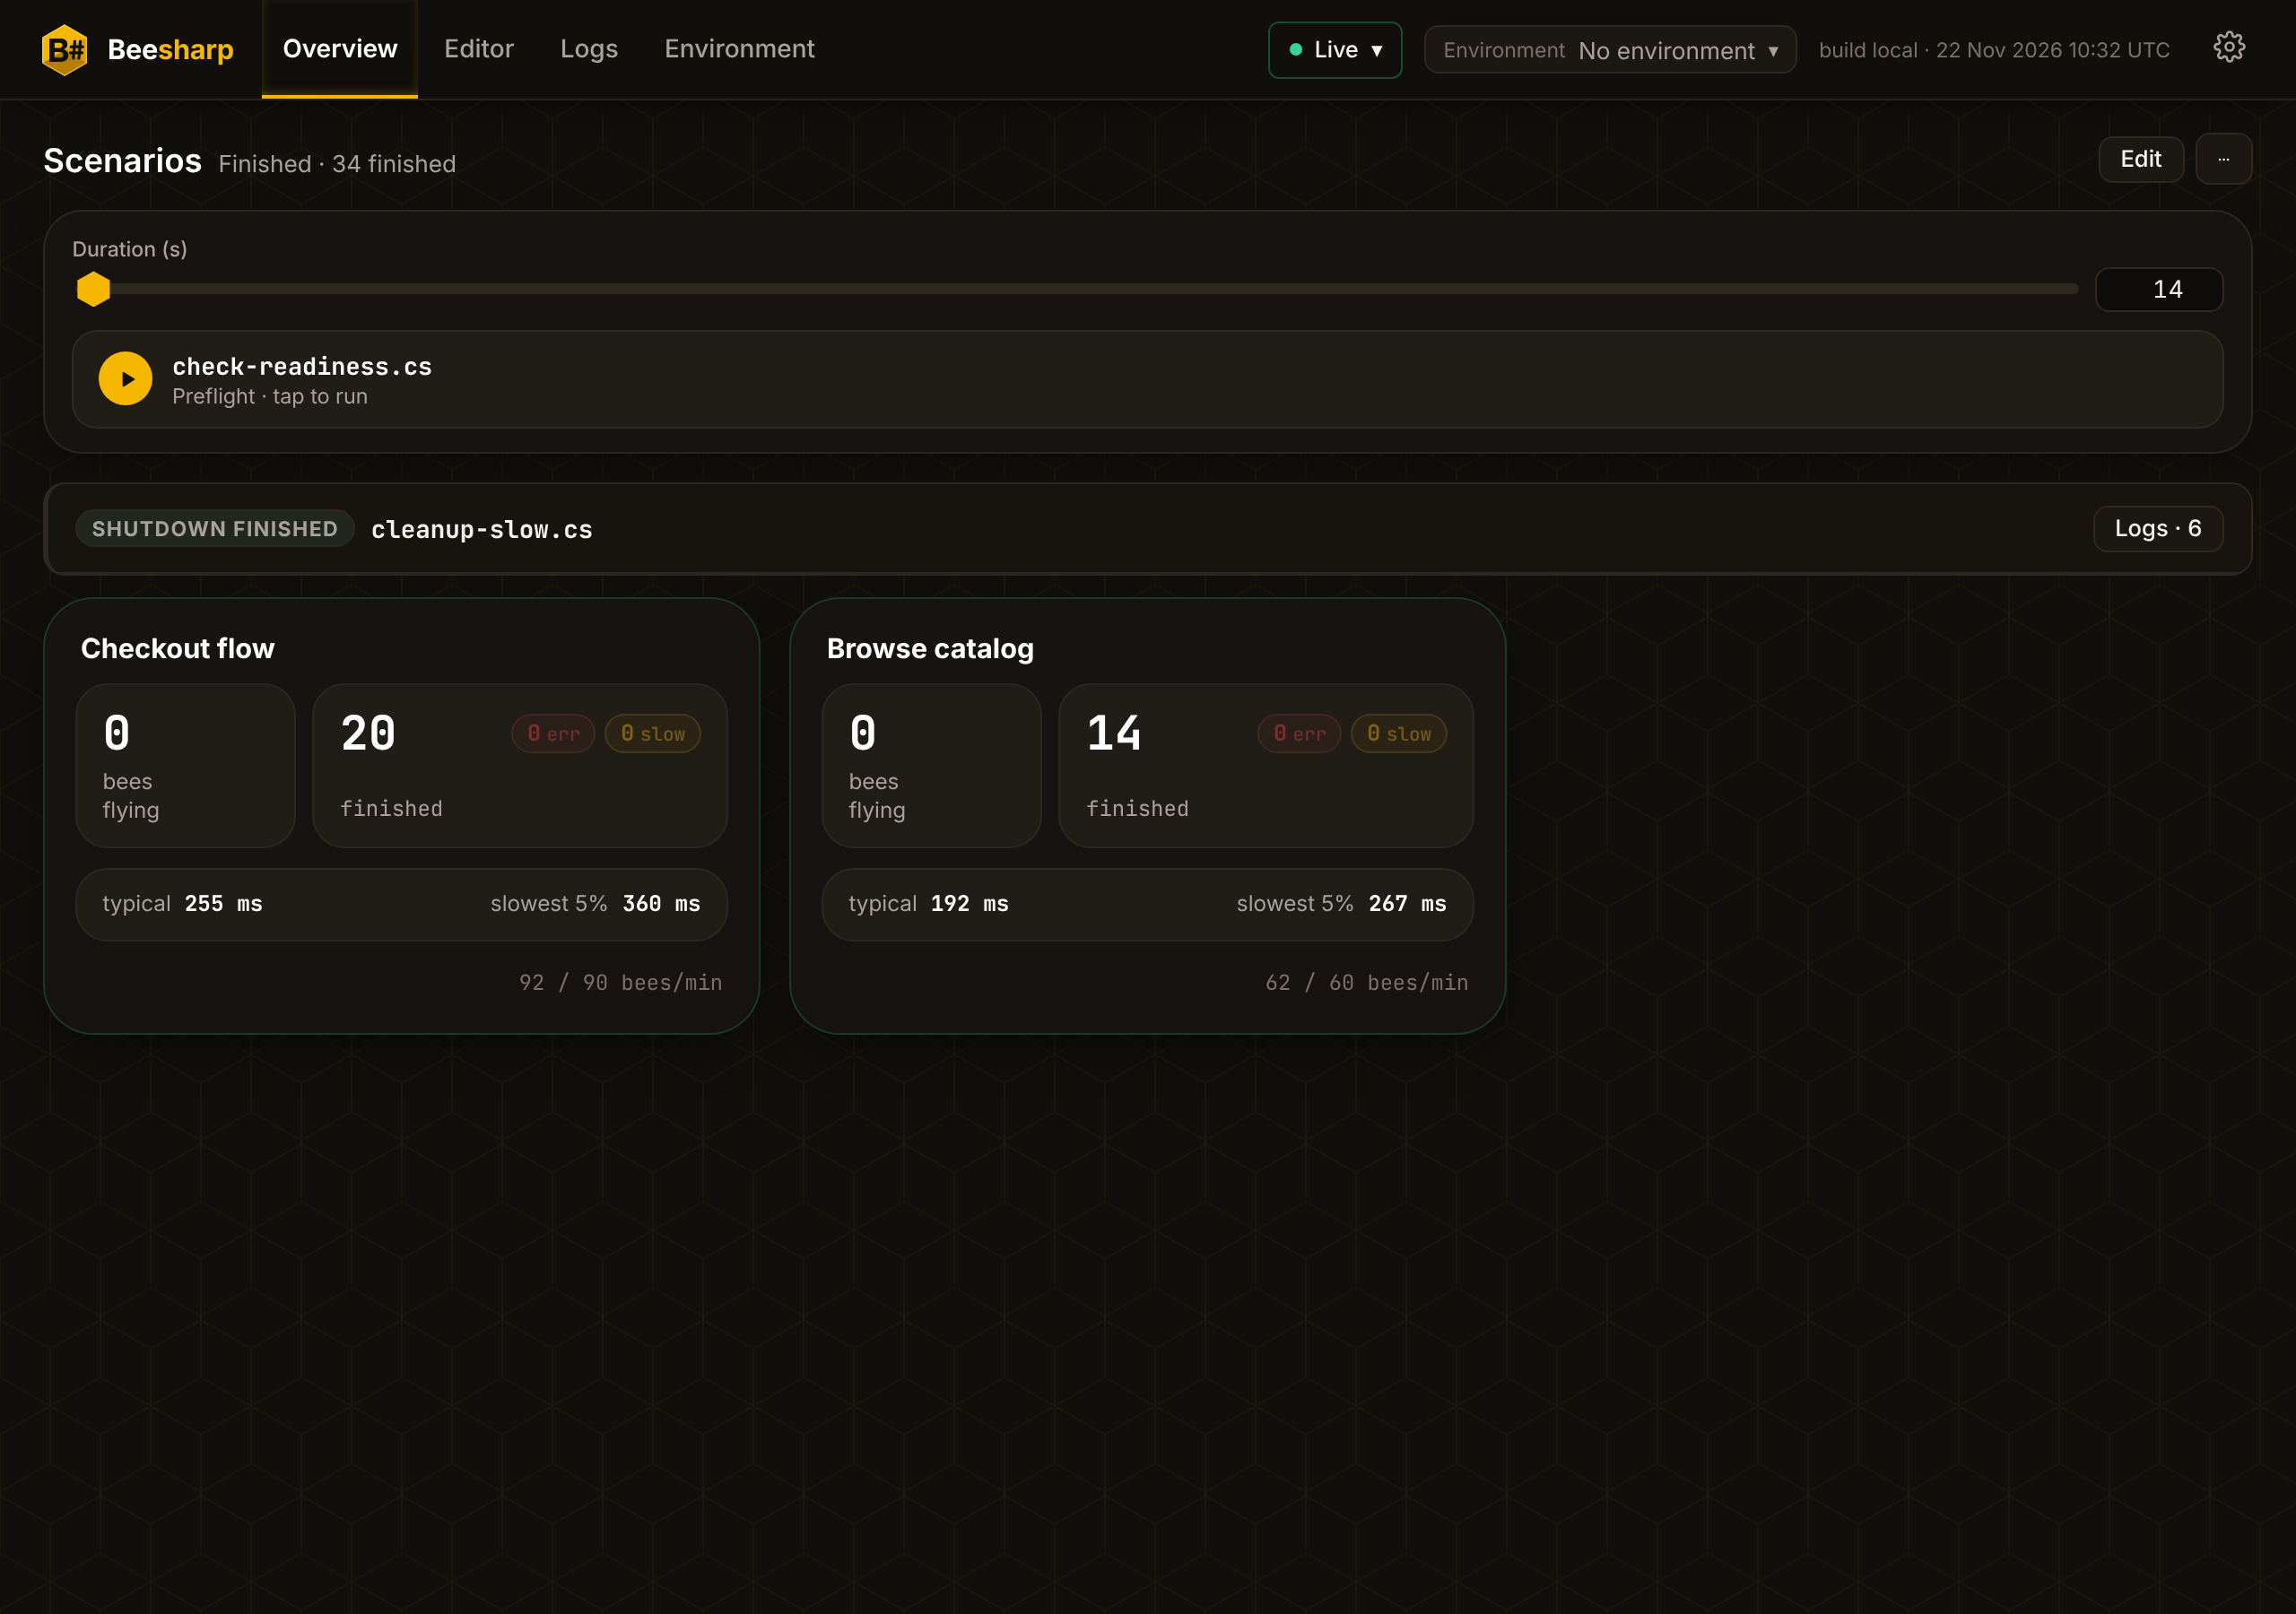 B# Beesharp Overview Editor Logs Environment Live ▾ Environment No environment ▾ build local · 22 Nov 2026 10:32 UTC
Scenarios Finished · 34 finished Edit ...
Duration (s)
14
check-readiness.cs
Preflight · tap to run
SHUTDOWN FINISHED cleanup-slow.cs Logs · 6
Checkout flow
0
bees
flying
20 0 err 0 slow
finished
typical 255 ms slowest 5% 360 ms
92 / 90 bees/min
Browse catalog
0
bees
flying
14 0 err 0 slow
finished
typical 192 ms slowest 5% 267 ms
62 / 60 bees/min